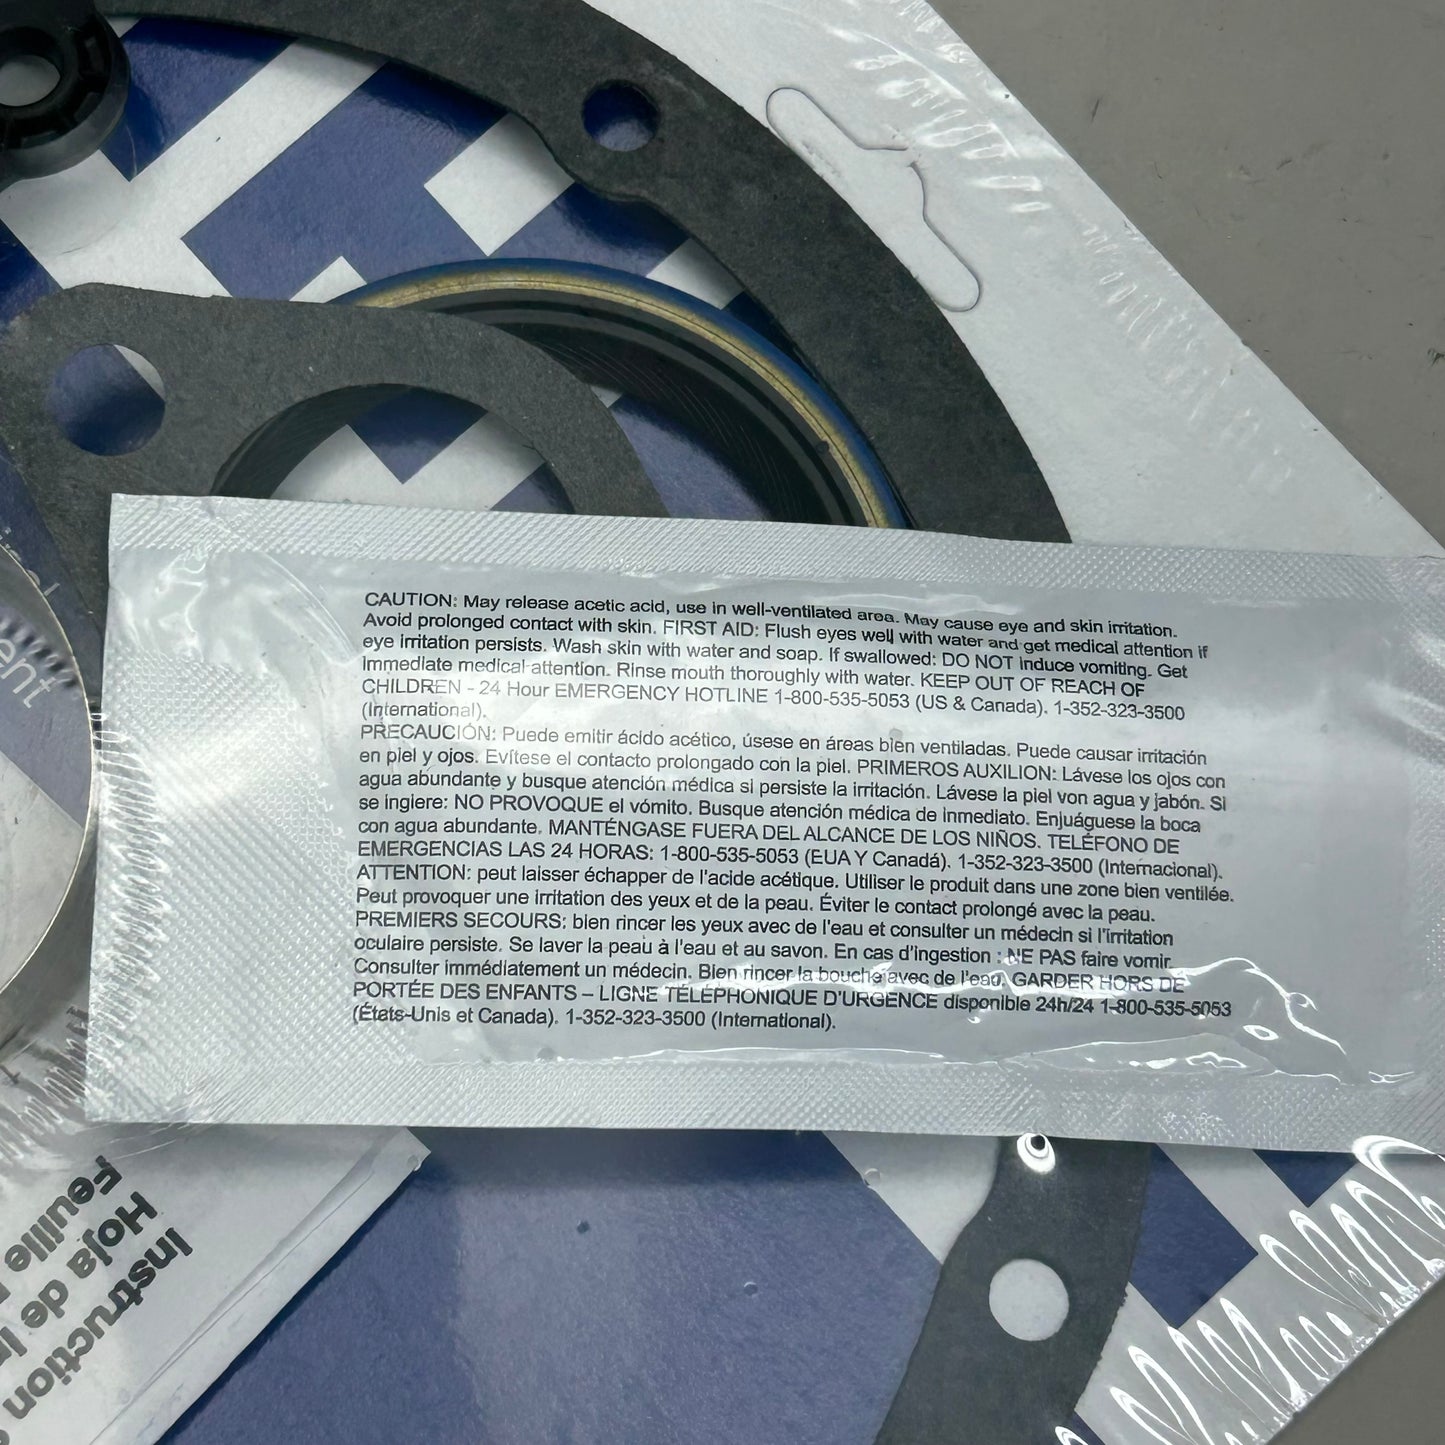 CAUTION: May release acetic acid, use in well-ventilated area. May cause eye and skin irritation.
Avoid prolonged contact with skin. FIRST AID: Flush eyes well with water and get medical attention if
eye irritation persists. Wash skin with water and soap. If swallowed: DO NOT induce vomiting. Get
immediate medical attention. Rinse mouth thoroughly with water. KEEP OUT OF REACH OF
CHILDREN - 24 Hour EMERGENCY HOTLINE 1-800-535-5053 (US & Canada). 1-352-323-3500
(International).
PRECAUCIÓN: Puede emitir ácido acético, úsese en áreas bien ventiladas. Puede causar irritación
en piel y ojos. Evítese el contacto prolongado con la piel. PRIMEROS AUXILION: Lávese los ojos con
agua abundante y busque atención médica si persiste la irritación. Lávese la piel von agua y jabón. Si
se ingiere: NO PROVOQUE el vómito. Busque atención médica de inmediato. Enjuáguese la boca
con agua abundante. MANTÉNGASE FUERA DEL ALCANCE DE LOS NIÑOS. TELÉFONO DE
EMERGENCIAS LAS 24 HORAS: 1-800-535-5053 (EUA Y Canadá). 1-352-323-3500 (Internacional).
ATTENTION: peut laisser échapper de l'acide acétique. Utiliser le produit dans une zone bien ventilée.
Peut provoquer une irritation des yeux et de la peau. Éviter le contact prolongé avec la peau.
PREMIERS SECOURS: bien rincer les yeux avec de l'eau et consulter un médecin si l'irritation
oculaire persiste. Se laver la peau à l'eau et au savon. En cas d'ingestion : NE PAS faire vomir.
Consulter immédiatement un médecin. Bien rincer la bouche avec de l'eau. GARDER HORS DE
PORTÉE DES ENFANTS – LIGNE TÉLÉPHONIQUE D'URGENCE disponible 24h/24 1-800-535-5053
(États-Unis et Canada). 1-352-323-3500 (International).
Instruction
Hoja de
Feuille